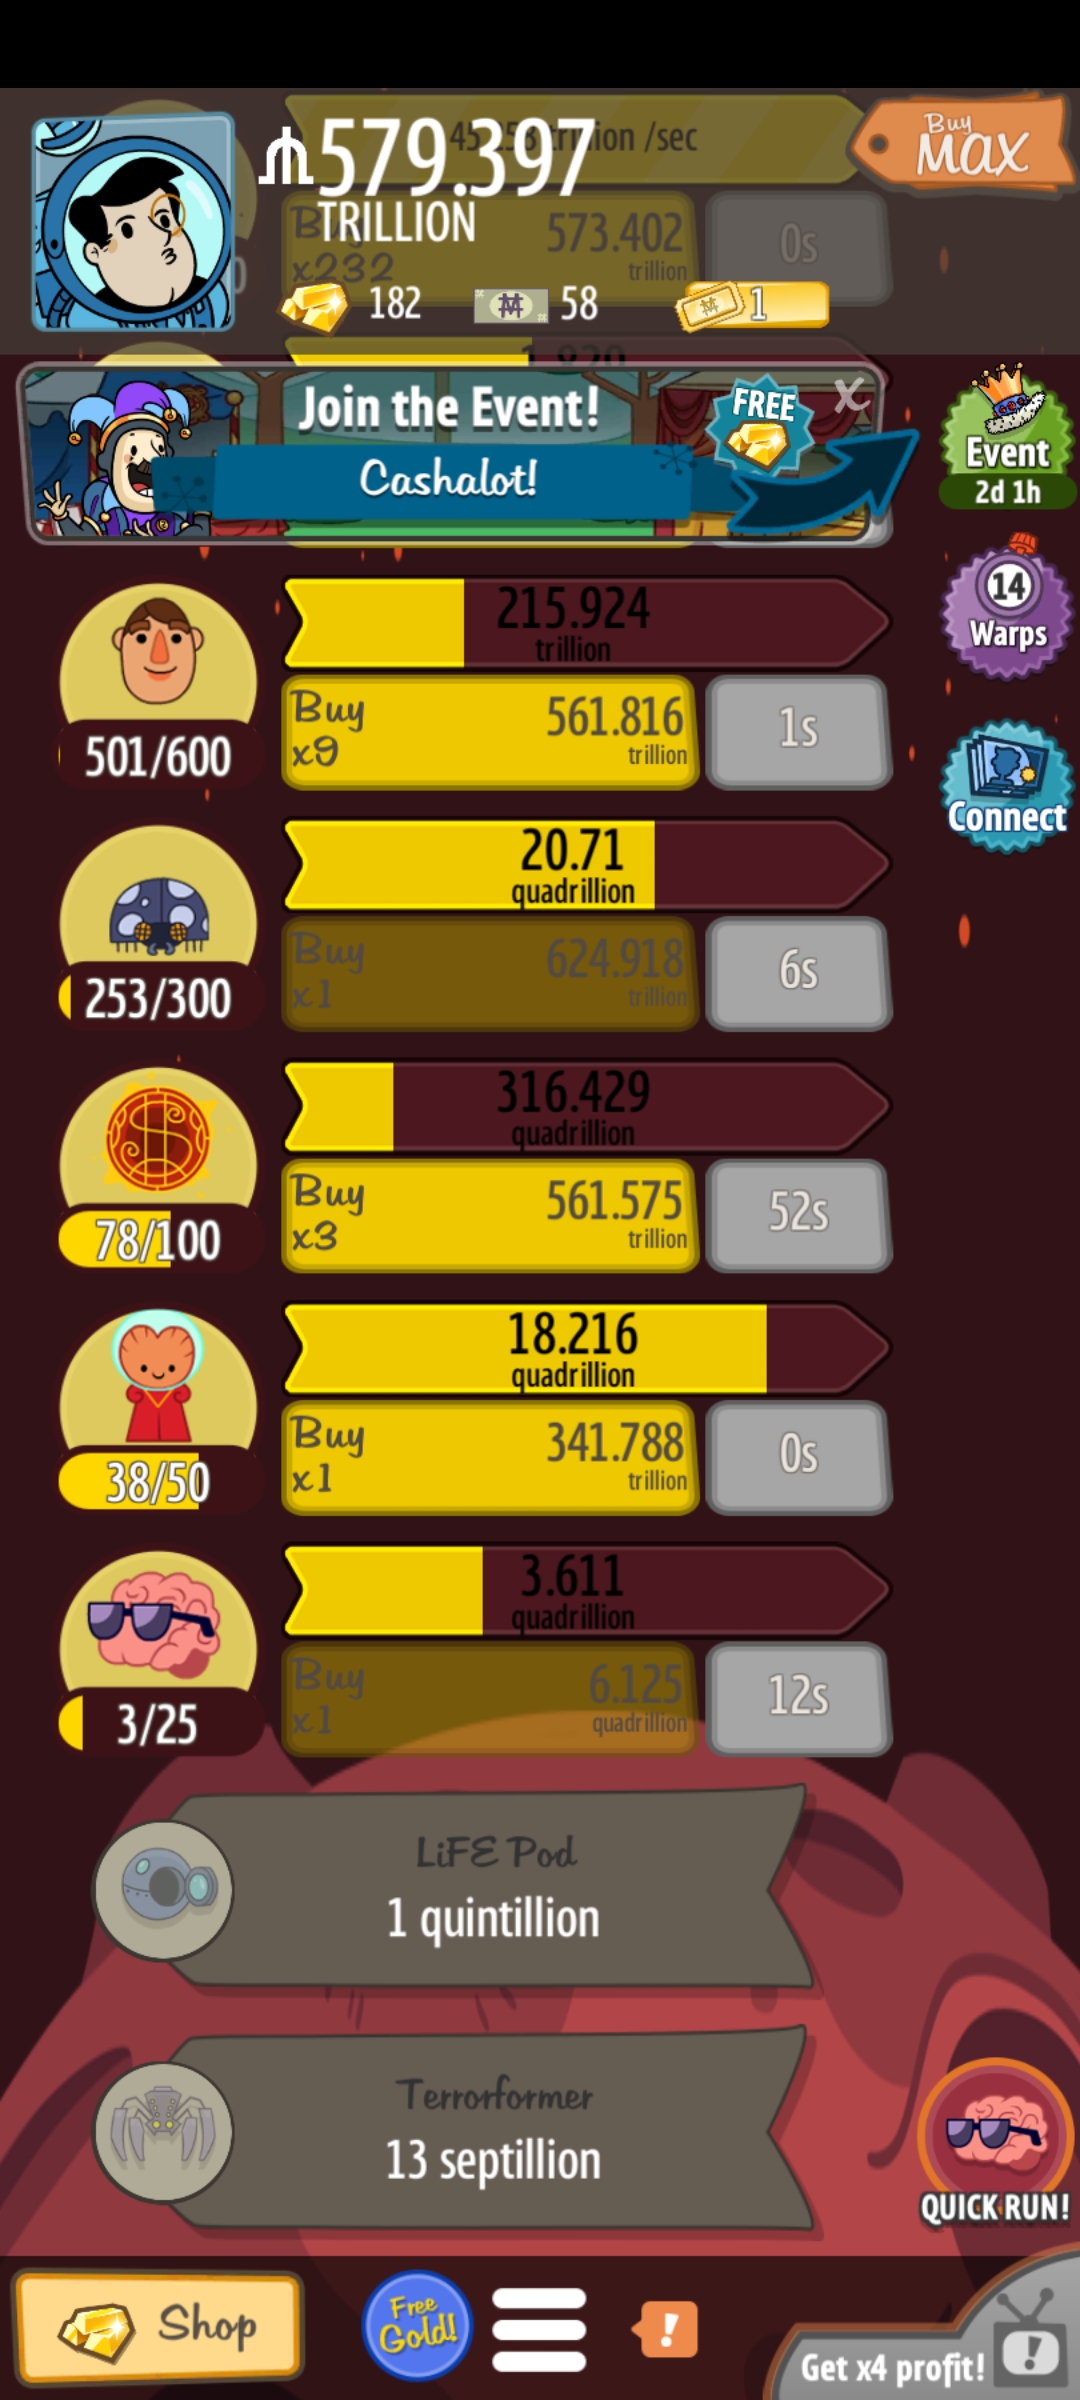 579.397
TRILLION
trillion /sec
Buy
MAX
Buy
x232
573.402
trillion
0s
182
58
1
Join the Event!
Cashalot!
FREE
X
Event
2d 1h
215.924
trillion
Buy
x9
561.816
trillion
1s
501/600
14
Warps
20.71
quadrillion
Buy
x1
624.918
trillion
6s
253/300
Connect
316.429
quadrillion
Buy
x3
561.575
trillion
52s
78/100
18.216
quadrillion
Buy
x1
341.788
trillion
0s
38/50
3.611
quadrillion
Buy
x1
6.125
quadrillion
12s
3/25
LiFE Pod
1 quintillion
Terrorformer
13 septillion
QUICK RUN!
Shop
Free
Gold!
!
Get x4 profit!
!